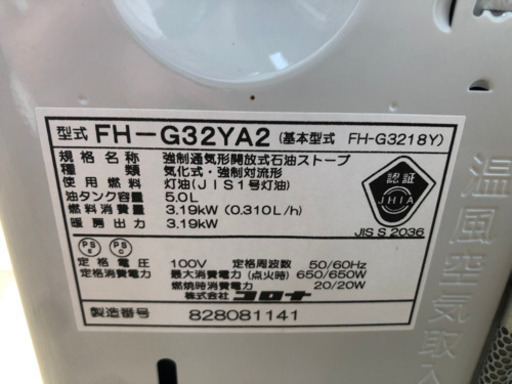 型式 FH-G32YA2 (基本型式 FH-G3218Y)
規格名称 強制通気形開放式石油ストーブ
種類 気化式・強制対流形
使用燃料 灯油(JIS1号灯油)
油タンク容量 5.0L
燃料消費量 3.19kW (0.310L/h)
暖房出力 3.19kW
認証
JHIA
JIS S 2036
PS E
PS C
定格電圧 100V 定格周波数 50/60Hz
定格消費電力 最大消費電力 (点火時) 650/650W
燃焼時消費電力 20/20W
株式会社 コロナ
製造番号 828081141
温風空気取入